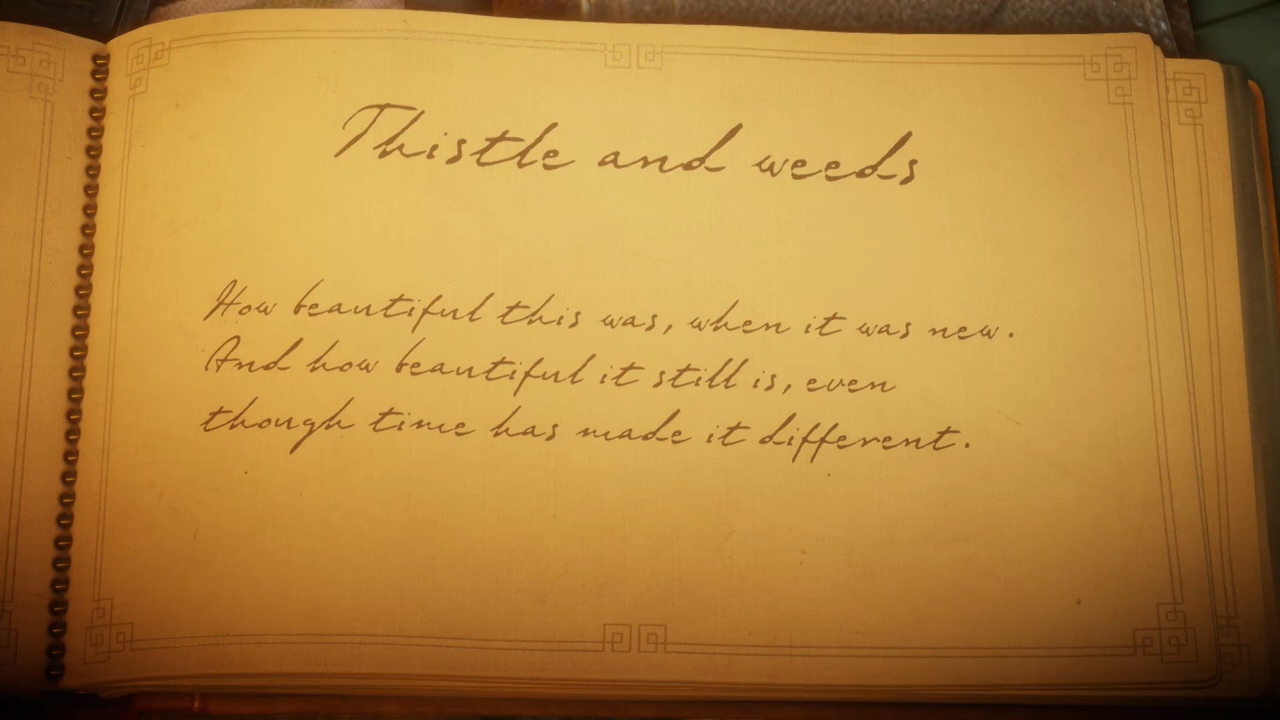 Thistle and weeds
How beautiful this was, when it was new.
And how beautiful it still is, even
though time has made it different.